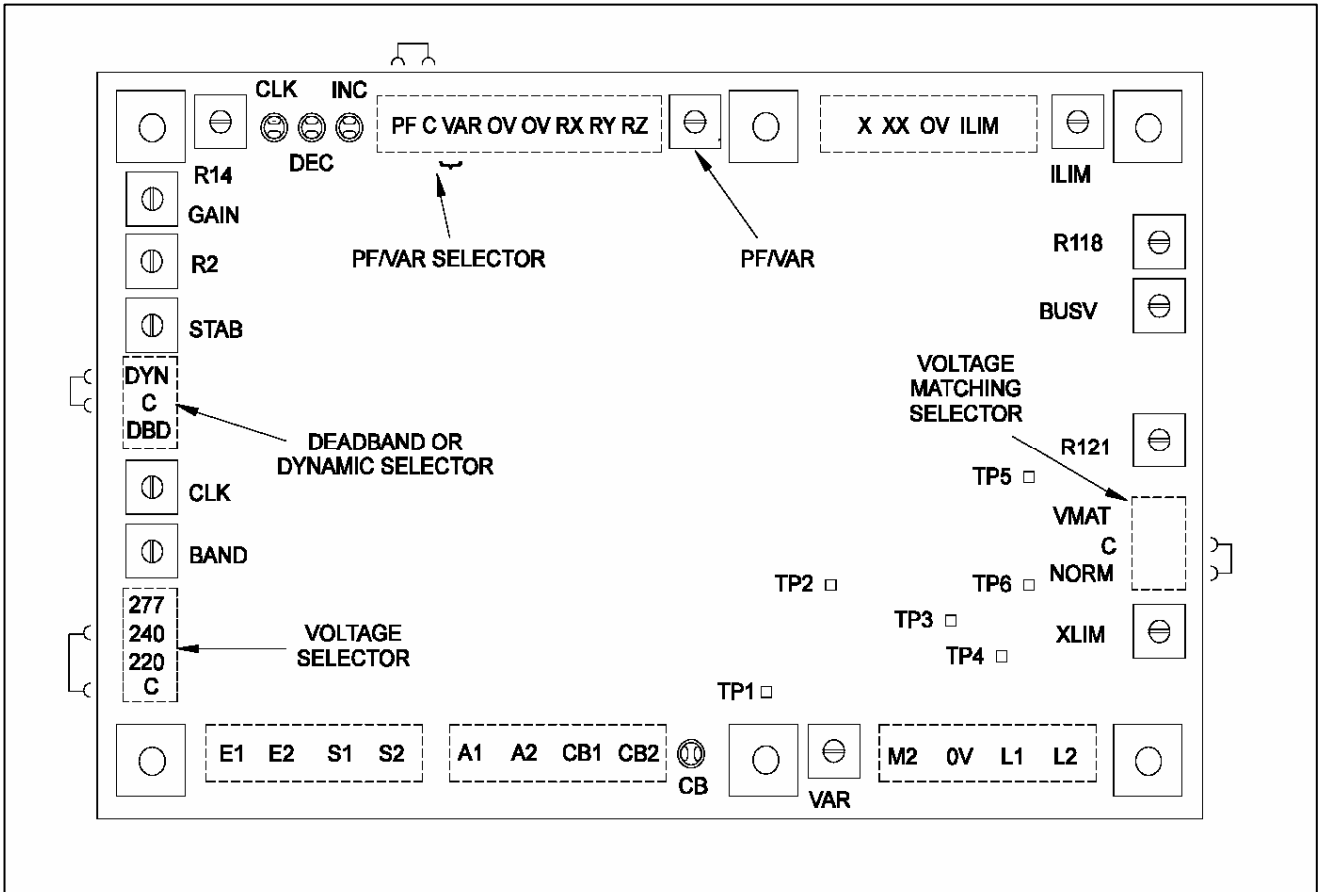 CLK INC
DEC
PF C VAR OV OV RX RY RZ
X XX OV ILIM
R14
GAIN
ILIM
R2
PF/VAR SELECTOR
PF/VAR
R118
STAB
BUSV
DYN
C
DBD
DEADBAND OR
DYNAMIC SELECTOR
VOLTAGE
MATCHING
SELECTOR
R121
TP5
CLK
VMAT
C
NORM
BAND
TP2
TP6
277
240
220
C
VOLTAGE
SELECTOR
TP3
XLIM
TP4
TP1
E1 E2 S1 S2
A1 A2 CB1 CB2
CB
VAR
M2 0V L1 L2